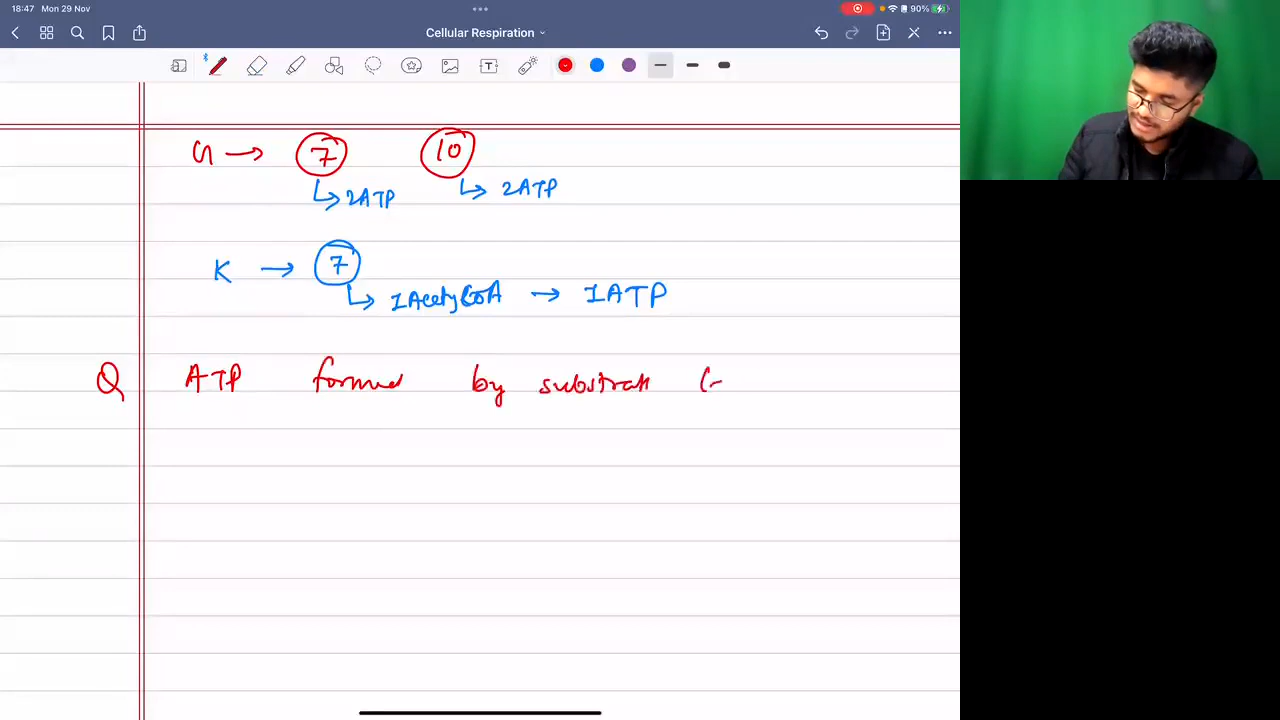 18:47 Mon 29 Nov
90%
Cellular Respiration
T
G → 7 10
2ATP 2ATP
K → 7
1AcetylCoA → 1ATP
Q ATP formed by substrate